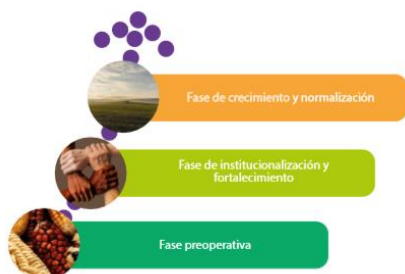 Fase de crecimiento y normalización
Fase de institucionalización y
fortalecimiento
Fase preoperativa